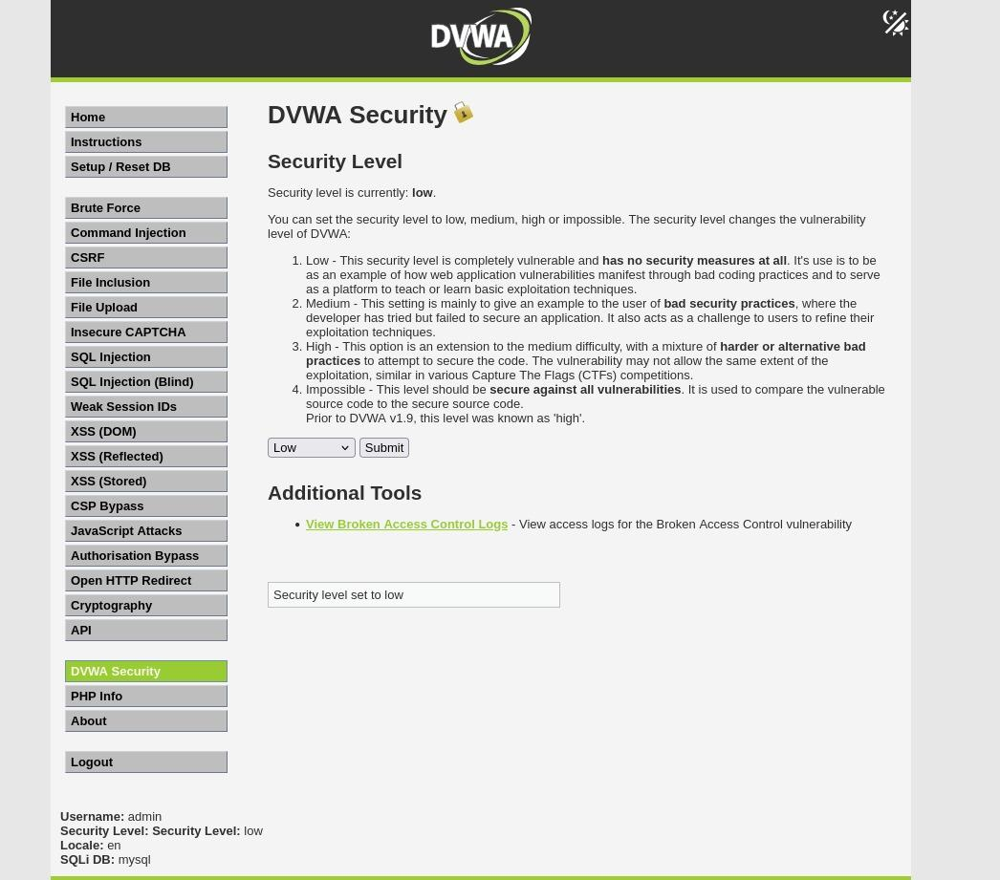 DVWA
Home
Instructions
Setup / Reset DB
Brute Force
Command Injection
CSRF
File Inclusion
File Upload
Insecure CAPTCHA
SQL Injection
SQL Injection (Blind)
Weak Session IDs
XSS (DOM)
XSS (Reflected)
XSS (Stored)
CSP Bypass
JavaScript Attacks
Authorisation Bypass
Open HTTP Redirect
Cryptography
API
DVWA Security
PHP Info
About
Logout
DVWA Security
Security Level
Security level is currently: low.
You can set the security level to low, medium, high or impossible. The security level changes the vulnerability
level of DVWA:
1. Low - This security level is completely vulnerable and has no security measures at all. It's use is to be
as an example of how web application vulnerabilities manifest through bad coding practices and to serve
as a platform to teach or learn basic exploitation techniques.
2. Medium - This setting is mainly to give an example to the user of bad security practices, where the
developer has tried but failed to secure an application. It also acts as a challenge to users to refine their
exploitation techniques.
3. High - This option is an extension to the medium difficulty, with a mixture of harder or alternative bad
practices to attempt to secure the code. The vulnerability may not allow the same extent of the
exploitation, similar in various Capture The Flags (CTFs) competitions.
4. Impossible - This level should be secure against all vulnerabilities. It is used to compare the vulnerable
source code to the secure source code.
Prior to DVWA v1.9, this level was known as 'high'.
Low Submit
Additional Tools
• View Broken Access Control Logs - View access logs for the Broken Access Control vulnerability
Security level set to low
Username: admin
Security Level: Security Level: low
Locale: en
SQLi DB: mysql